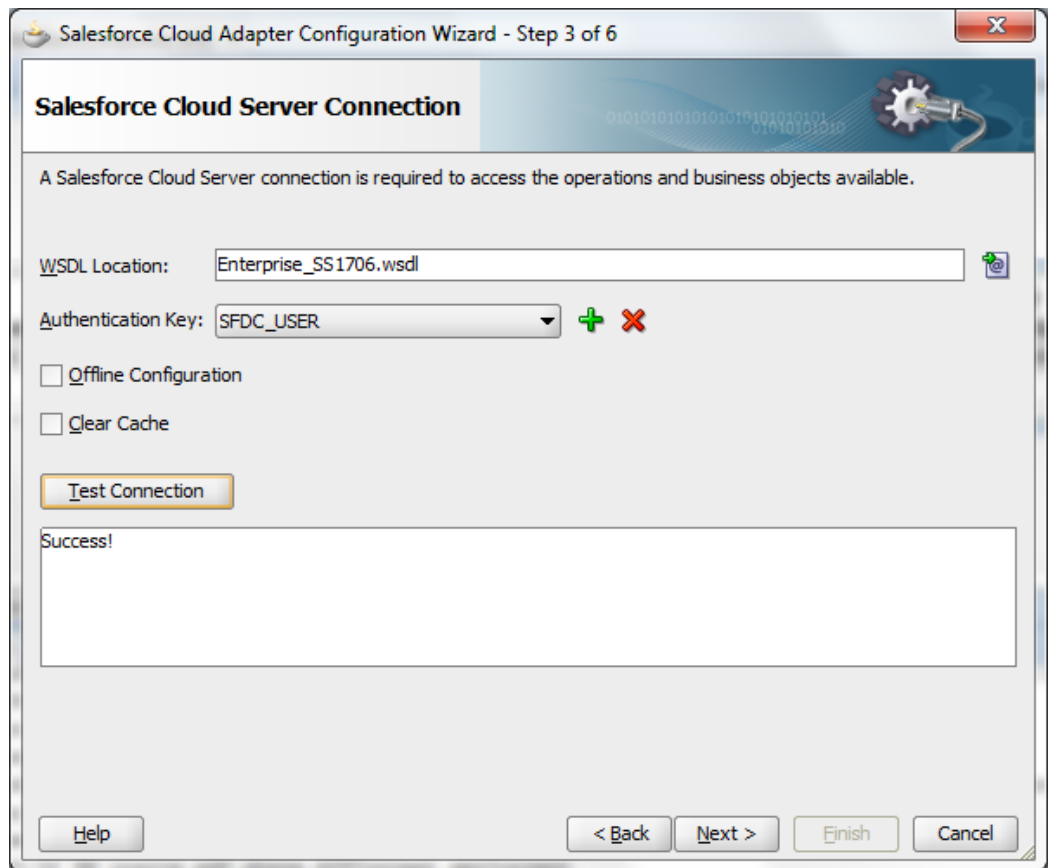 Salesforce Cloud Adapter Configuration Wizard - Step 3 of 6
Salesforce Cloud Server Connection
010101010101010101010101
01010101010
A Salesforce Cloud Server connection is required to access the operations and business objects available.
WSDL Location: Enterprise_SS1706.wsdl
Authentication Key: SFDC_USER
Offline Configuration
Clear Cache
Test Connection
Success!
Help < Back Next > Finish Cancel